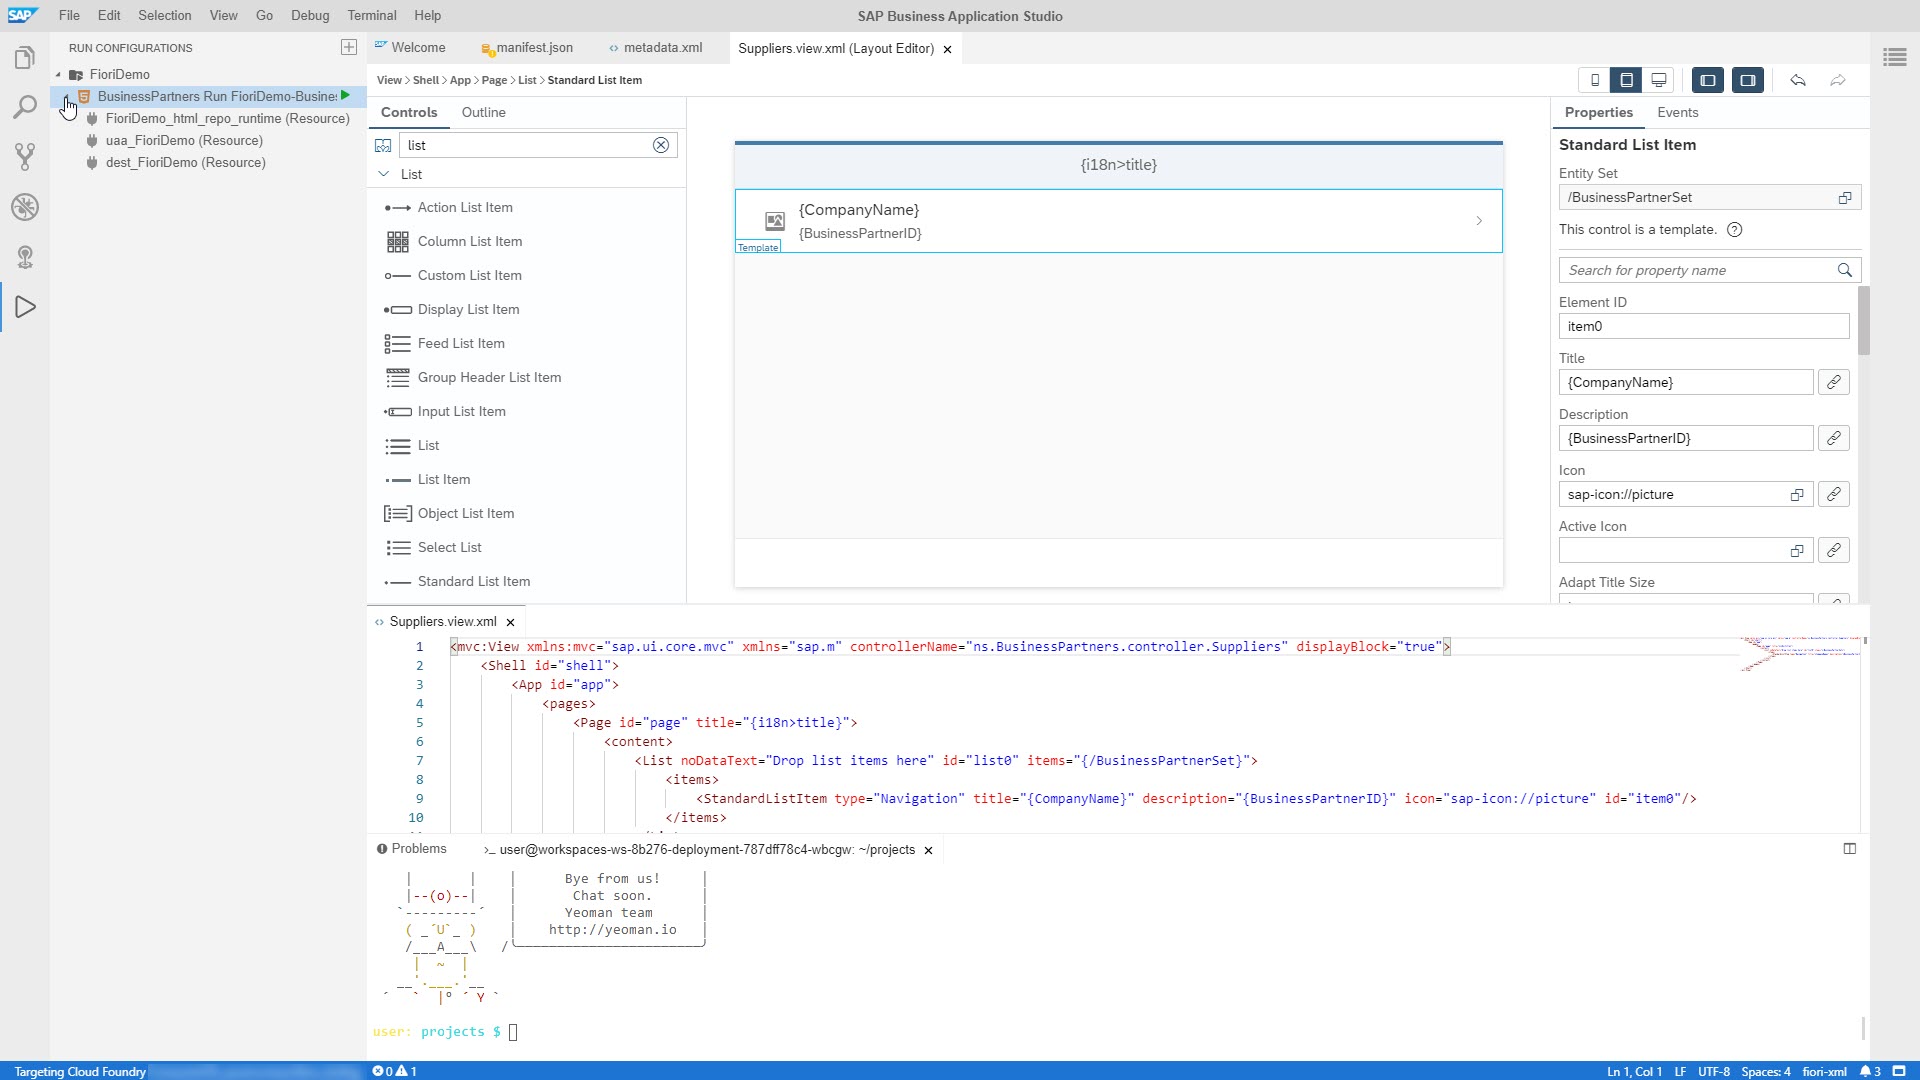 SAP File Edit Selection View Go Debug Terminal Help SAP Business Application Studio
RUN CONFIGURATIONS
FioriDemo
BusinessPartners Run FioriDemo-Busine
FioriDemo_html_repo_runtime (Resource)
uaa_FioriDemo (Resource)
dest_FioriDemo (Resource)
Welcome manifest.json metadata.xml Suppliers.view.xml (Layout Editor)
View > Shell > App > Page > List > Standard List Item
Controls Outline
list
List
Action List Item
Column List Item
Custom List Item
Display List Item
Feed List Item
Group Header List Item
Input List Item
List
List Item
Object List Item
Select List
Standard List Item
{i18n>title}
{CompanyName}
{BusinessPartnerID}
Template
Properties Events
Standard List Item
Entity Set
/BusinessPartnerSet
This control is a template.
Search for property name
Element ID
item0
Title
{CompanyName}
Description
{BusinessPartnerID}
Icon
sap-icon://picture
Active Icon
Adapt Title Size
Suppliers.view.xml
1 <mvc:View xmlns:mvc="sap.ui.core.mvc" xmlns="sap.m" controllerName="ns.BusinessPartners.controller.Suppliers" displayBlock="true">
2 <Shell id="shell">
3 <App id="app">
4 <pages>
5 <Page id="page" title="{i18n>title}">
6 <content>
7 <List noDataText="Drop list items here" id="list0" items="{/BusinessPartnerSet}">
8 <items>
9 <StandardListItem type="Navigation" title="{CompanyName}" description="{BusinessPartnerID}" icon="sap-icon://picture" id="item0"/>
10 </items>
Problems >_ user@workspaces-ws-8b276-deployment-787dff78c4-wbcgw: ~/projects
| | | Bye from us! |
|--(o)--| | Chat soon. |
`---------´ | Yeoman team |
( _´U`_ ) | http://yeoman.io |
/___A___\ /╰───────────────────────╯
| ~ |
__'.___.'__
´ ` |° ´ Y `
user: projects $
Targeting Cloud Foundry 0 1 Ln 1, Col 1 LF UTF-8 Spaces: 4 fiori-xml 3